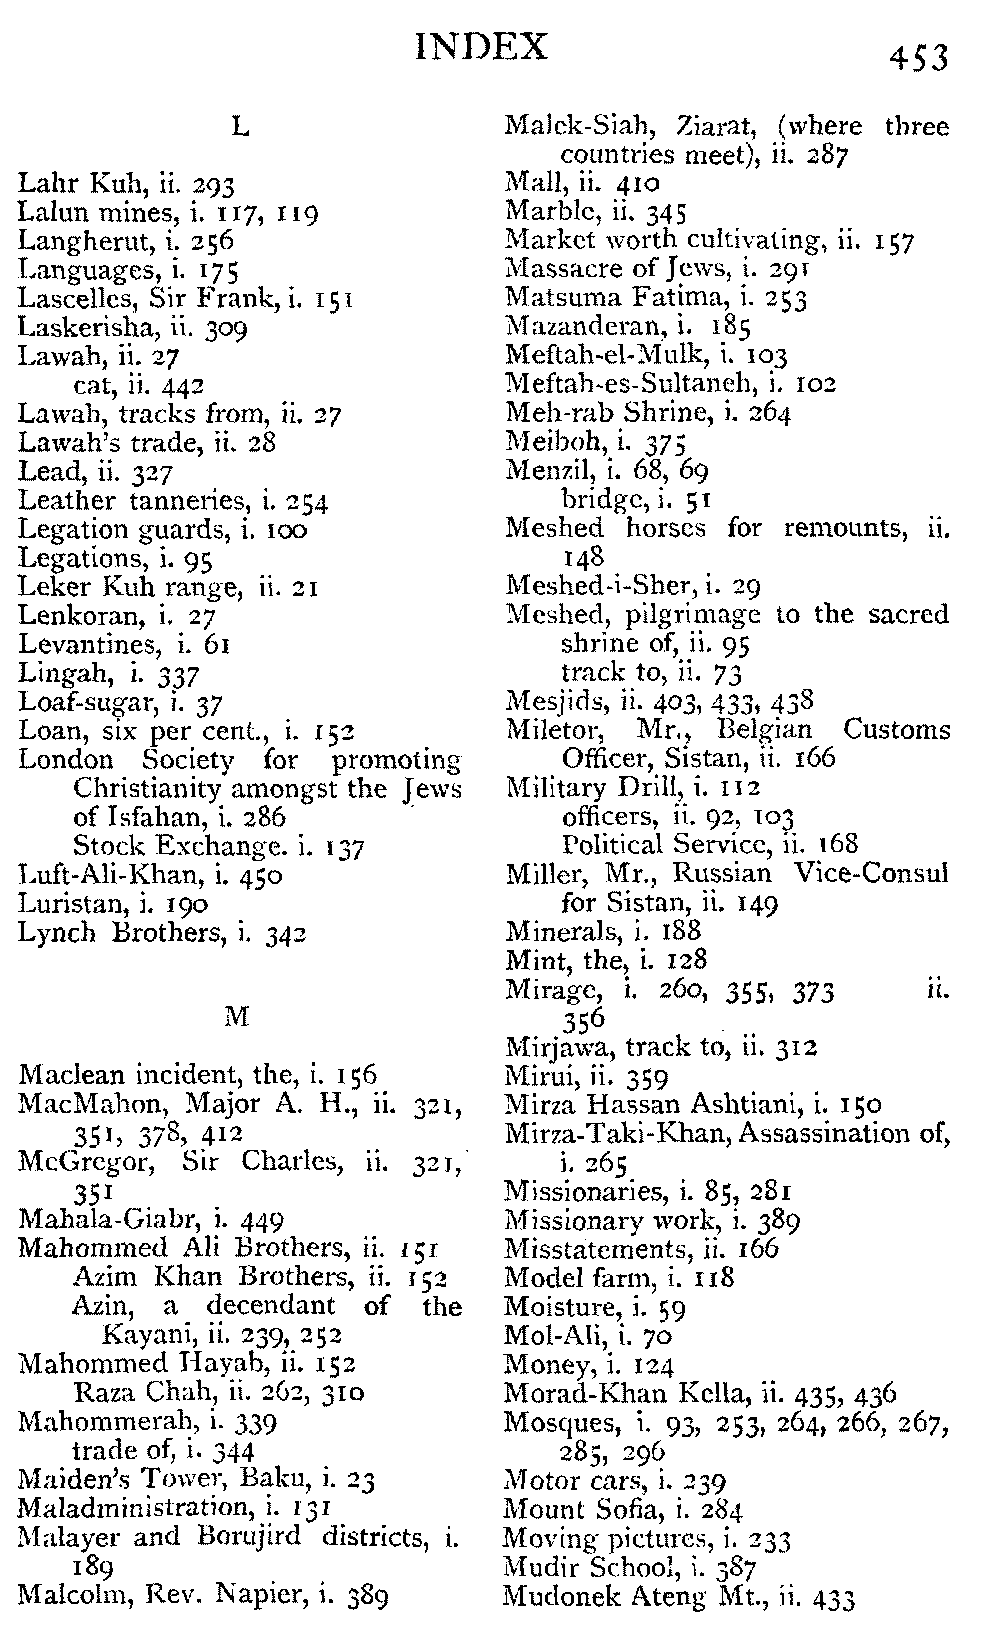 INDEX
453
L
Lahr Kuh, ii. 293
Lalun mines, i. 117, 119
Langherut, i. 256
Languages, i. 175
Lascelles, Sir Frank, i. 151
Laskerisha, ii. 309
Lawah, ii. 27
cat, ii. 442
Lawah, tracks from, ii. 27
Lawah's trade, ii. 28
Lead, ii. 327
Leather tanneries, i. 254
Legation guards, i. 100
Legations, i. 95
Leker Kuh range, ii. 21
Lenkoran, i. 27
Levantines, i. 61
Lingah, i. 337
Loaf-sugar, i. 37
Loan, six per cent., i. 152
London Society for promoting
Christianity amongst the Jews
of Isfahan, i. 286
Stock Exchange. i. 137
Luft-Ali-Khan, i. 450
Luristan, i. 190
Lynch Brothers, i. 342
M
Maclean incident, the, i. 156
MacMahon, Major A. H., ii. 321,
351, 378, 412
McGregor, Sir Charles, ii. 321,
351
Mahala-Giabr, i. 449
Mahommed Ali Brothers, ii. 151
Azim Khan Brothers, ii. 152
Azin, a decendant of the
Kayani, ii. 239, 252
Mahommed Hayab, ii. 152
Raza Chah, ii. 262, 310
Mahommerah, i. 339
trade of, i. 344
Maiden's Tower, Baku, i. 23
Maladministration, i. 131
Malayer and Borujird districts, i.
189
Malcolm, Rev. Napier, i. 389
Malek-Siah, Ziarat, (where three
countries meet), ii. 287
Mall, ii. 410
Marble, ii. 345
Market worth cultivating, ii. 157
Massacre of Jews, i. 291
Matsuma Fatima, i. 253
Mazanderan, i. 185
Meftah-el-Mulk, i. 103
Meftah-es-Sultaneh, i. 102
Meh-rab Shrine, i. 264
Meiboh, i. 375
Menzil, i. 68, 69
bridge, i. 51
Meshed horses for remounts, ii.
148
Meshed-i-Sher, i. 29
Meshed, pilgrimage to the sacred
shrine of, ii. 95
track to, ii. 73
Mesjids, ii. 403, 433, 438
Miletor, Mr., Belgian Customs
Officer, Sistan, ii. 166
Military Drill, i. 112
officers, ii. 92, 103
Political Service, ii. 168
Miller, Mr., Russian Vice-Consul
for Sistan, ii. 149
Minerals, i. 188
Mint, the, i. 128
Mirage, i. 260, 355, 373 ii.
356
Mirjawa, track to, ii. 312
Mirui, ii. 359
Mirza Hassan Ashtiani, i. 150
Mirza-Taki-Khan, Assassination of,
i. 265
Missionaries, i. 85, 281
Missionary work, i. 389
Misstatements, ii. 166
Model farm, i. 118
Moisture, i. 59
Mol-Ali, i. 70
Money, i. 124
Morad-Khan Kella, ii. 435, 436
Mosques, i. 93, 253, 264, 266, 267,
285, 296
Motor cars, i. 239
Mount Sofia, i. 284
Moving pictures, i. 233
Mudir School, i. 387
Mudonek Ateng Mt., ii. 433